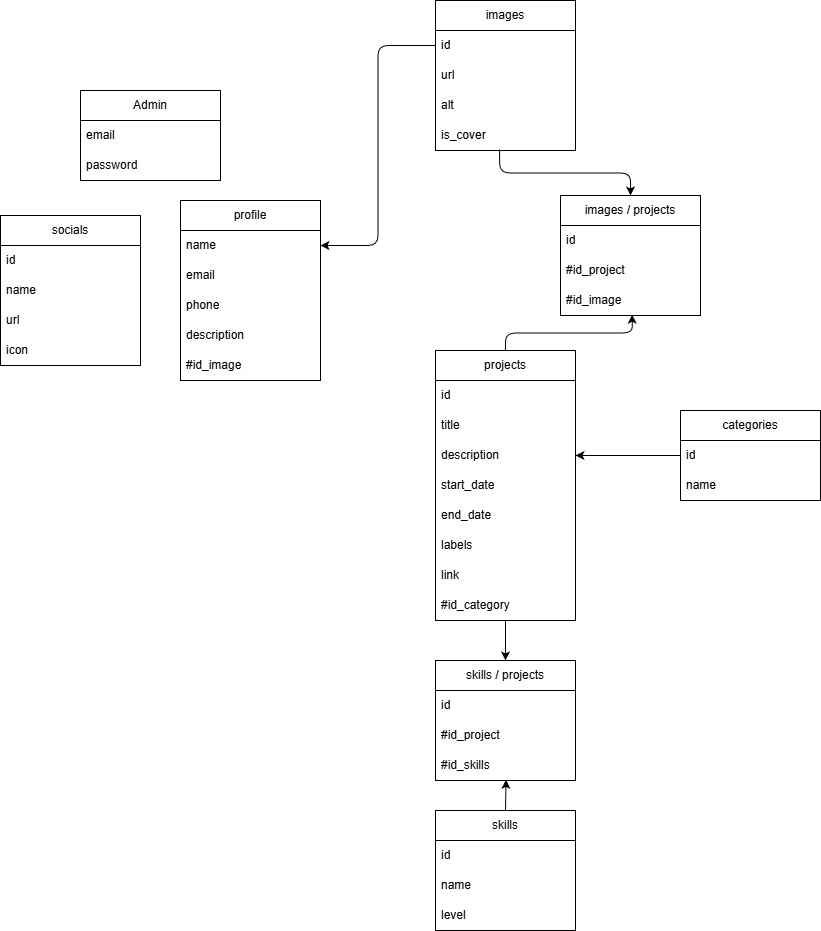 images
id
url
alt
is_cover
Admin
email
password
images / projects
id
#id_project
#id_image
profile
name
email
phone
description
#id_image
socials
id
name
url
icon
projects
id
title
description
start_date
end_date
labels
link
#id_category
categories
id
name
skills / projects
id
#id_project
#id_skills
skills
id
name
level